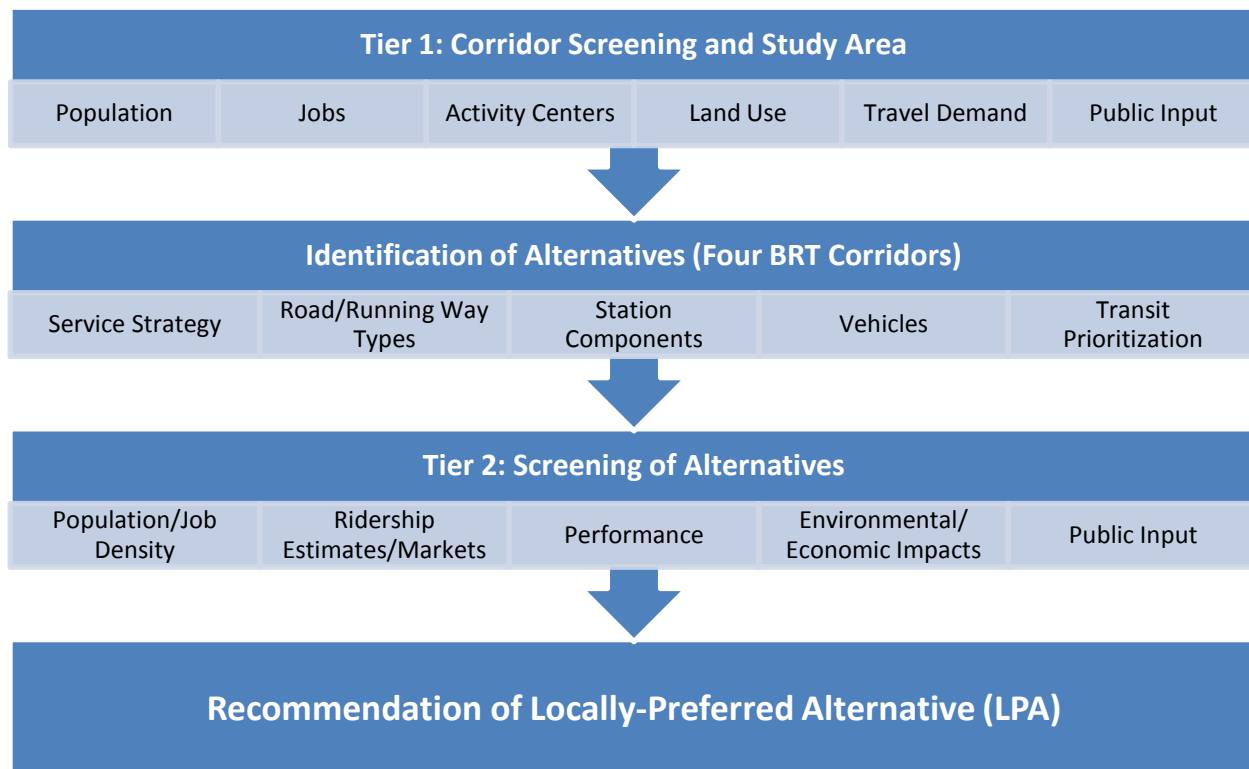 Tier 1: Corridor Screening and Study Area
Population
Jobs
Activity Centers
Land Use
Travel Demand
Public Input
Identification of Alternatives (Four BRT Corridors)
Service Strategy
Road/Running Way
Types
Station
Components
Vehicles
Transit
Prioritization
Tier 2: Screening of Alternatives
Population/Job
Density
Ridership
Estimates/Markets
Performance
Environmental/
Economic Impacts
Public Input
Recommendation of Locally-Preferred Alternative (LPA)